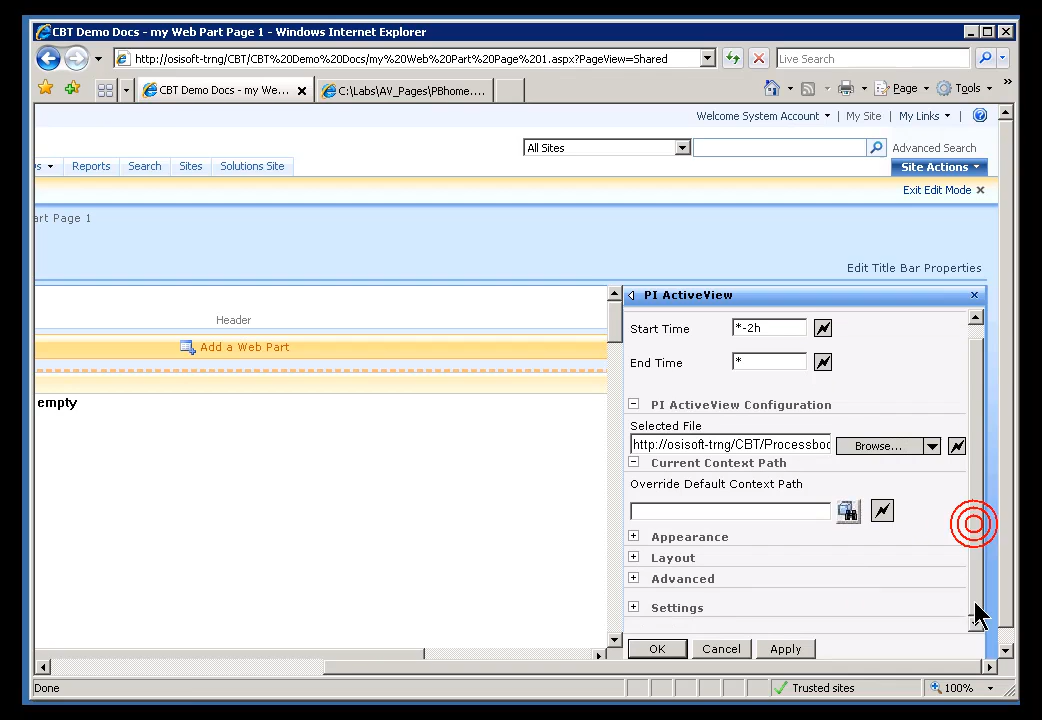 CBT Demo Docs - my Web Part Page 1 - Windows Internet Explorer
http://osisoft-trng/CBT/CBT%20Demo%20Docs/my%20Web%20Part%20Page%201.aspx?PageView=Shared
Live Search
CBT Demo Docs - my We...
C:\Labs\AV_Pages\PBhome....
Page
Tools
»
Welcome System Account
My Site
My Links
All Sites
Advanced Search
Reports
Search
Sites
Solutions Site
Site Actions
Exit Edit Mode
art Page 1
Edit Title Bar Properties
PI ActiveView
Header
Start Time
*-2h
Add a Web Part
End Time
*
empty
PI ActiveView Configuration
Selected File
http://osisoft-trng/CBT/Processboo
Browse...
Current Context Path
Override Default Context Path
Appearance
Layout
Advanced
Settings
OK
Cancel
Apply
Done
Trusted sites
100%